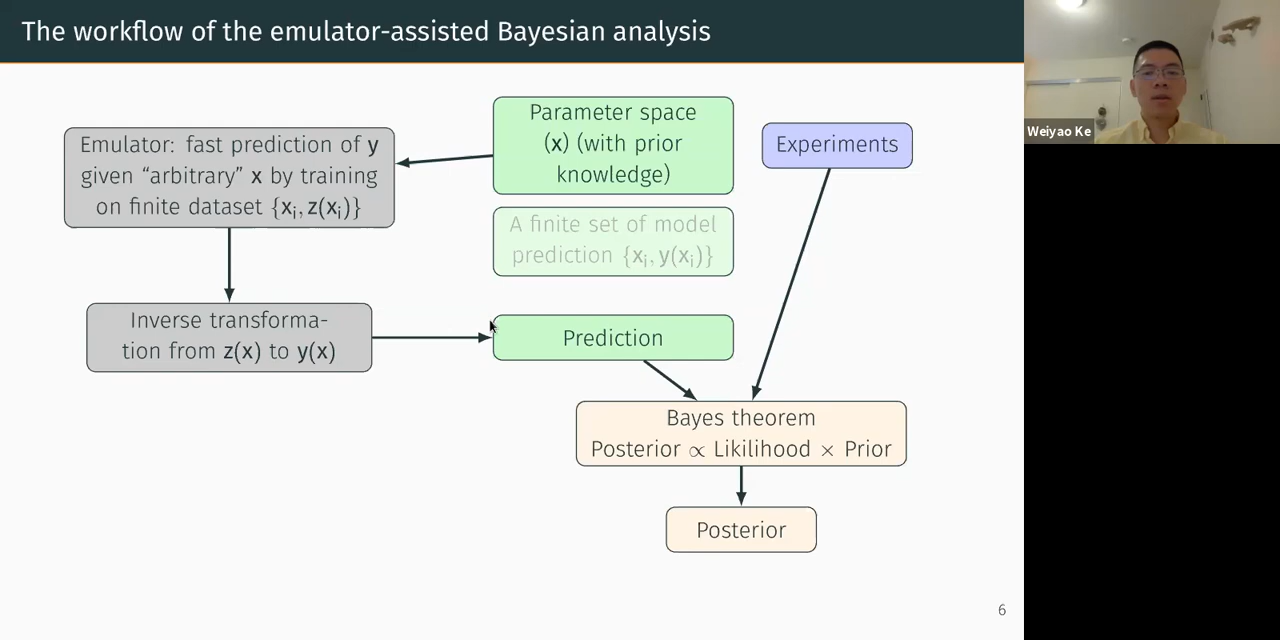 The workflow of the emulator-assisted Bayesian analysis
Emulator: fast prediction of y
given “arbitrary” x by training
on finite dataset {xᵢ, z(xᵢ)}
Parameter space
(x) (with prior
knowledge)
Experiments
A finite set of model
prediction {xᵢ, y(xᵢ)}
Inverse transforma-
tion from z(x) to y(x)
Prediction
Bayes theorem
Posterior ∝ Likilihood × Prior
Posterior
6
Weiyao Ke